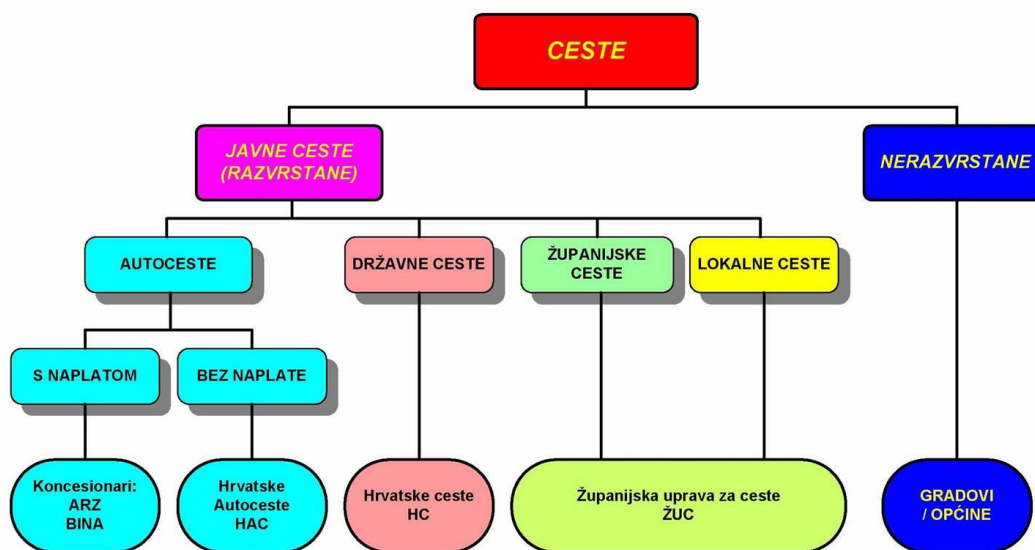 CESTE
JAVNE CESTE
(RAZVRSTANE)
NERAZVRSTANE
AUTOCESTE
DRŽAVNE CESTE
ŽUPANIJSKE
CESTE
LOKALNE CESTE
S NAPLATOM
BEZ NAPLATE
Koncesionari:
ARZ
BINA
Hrvatske
Autoceste
HAC
Hrvatske ceste
HC
Županijska uprava za ceste
ŽUC
GRADOVI
/ OPĆINE